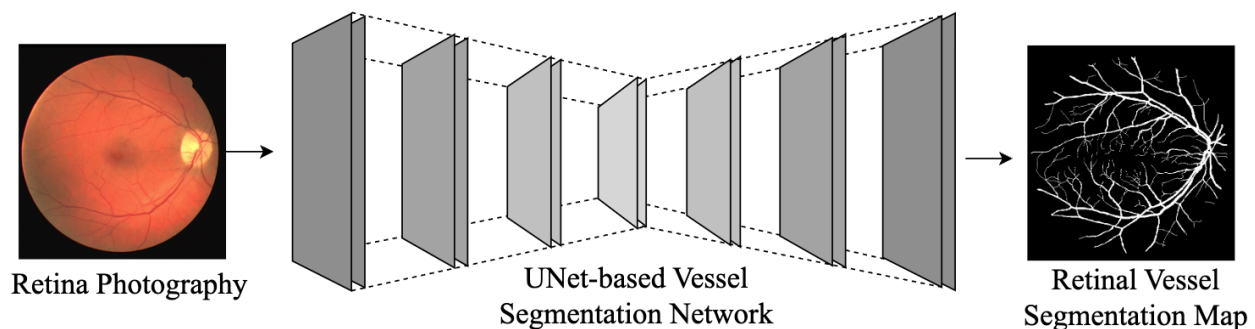 Retina Photography
UNet-based Vessel
Segmentation Network
Retinal Vessel
Segmentation Map